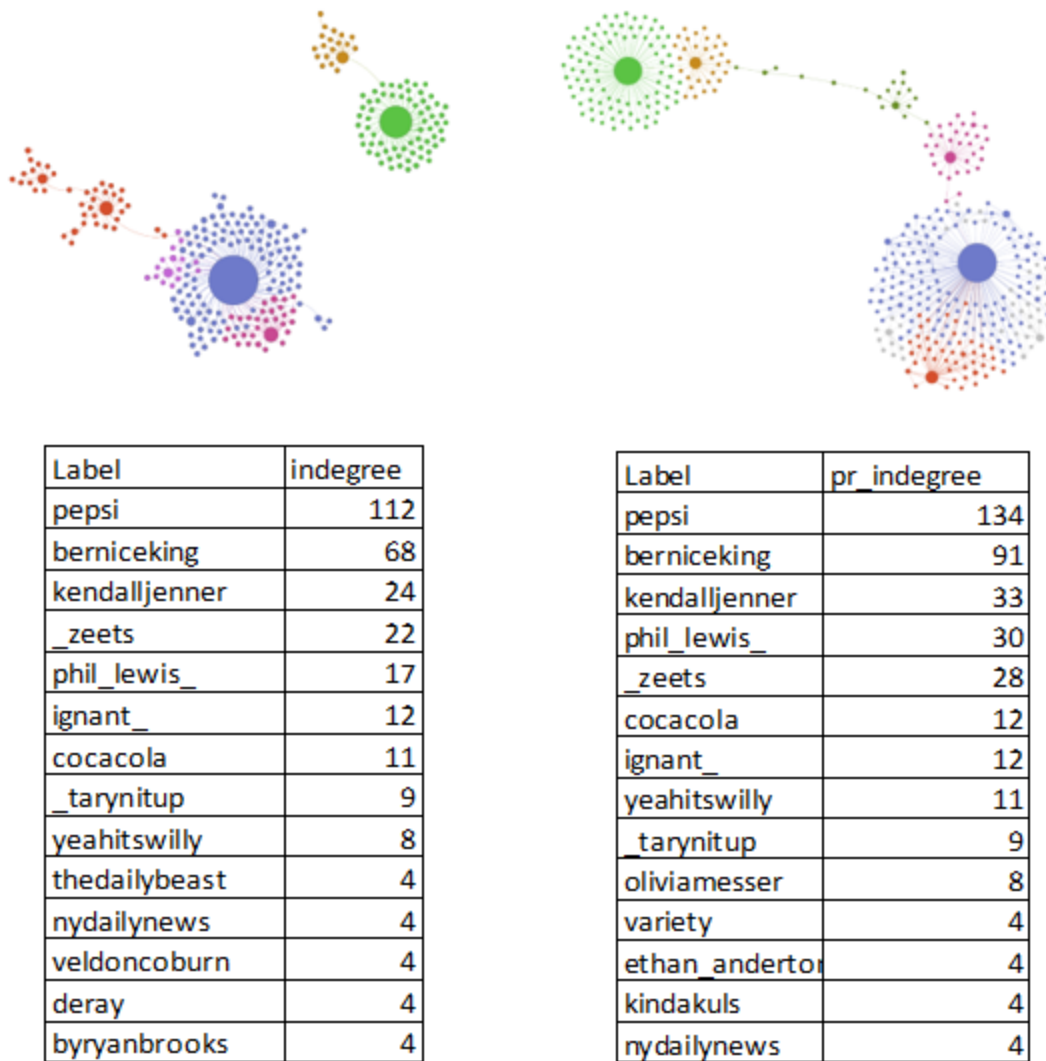 Label indegree
pepsi 112
berniceking 68
kendalljenner 24
_zeets 22
phil_lewis_ 17
ignant_ 12
cocacola 11
_tarynitup 9
yeahitswilly 8
thedailybeast 4
nydailynews 4
veldoncoburn 4
deray 4
byryanbrooks 4
Label pr_indegree
pepsi 134
berniceking 91
kendalljenner 33
phil_lewis_ 30
_zeets 28
cocacola 12
ignant_ 12
yeahitswilly 11
_tarynitup 9
oliviamesser 8
variety 4
ethan_anderton 4
kindakuls 4
nydailynews 4